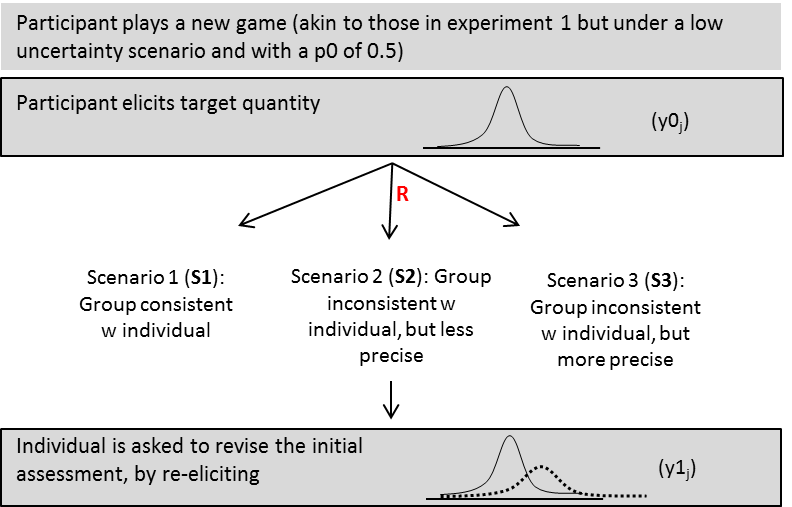 Participant plays a new game (akin to those in experiment 1 but under a low
uncertainty scenario and with a p0 of 0.5)
Participant elicits target quantity
(y0j)
R
Scenario 1 (S1):
Group consistent
w individual
Scenario 2 (S2): Group
inconsistent w
individual, but less
precise
Scenario 3 (S3):
Group inconsistent
w individual, but
more precise
Individual is asked to revise the initial
assessment, by re-eliciting
(y1j)